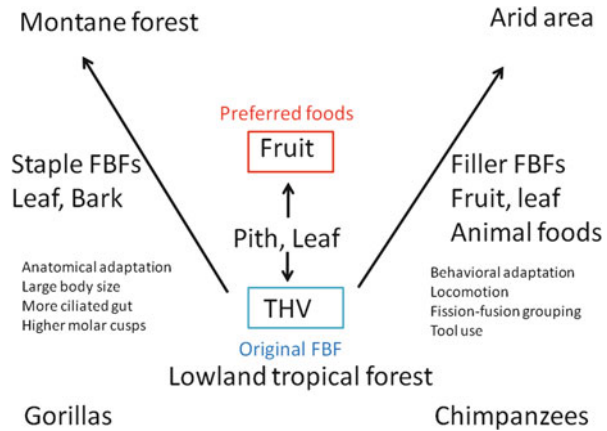 Montane forest
Arid area
Preferred foods
Fruit
Staple FBFs
Leaf, Bark
Filler FBFs
Fruit, leaf
Animal foods
Pith, Leaf
Anatomical adaptation
Large body size
More ciliated gut
Higher molar cusps
Behavioral adaptation
Locomotion
Fission-fusion grouping
Tool use
THV
Original FBF
Lowland tropical forest
Gorillas
Chimpanzees